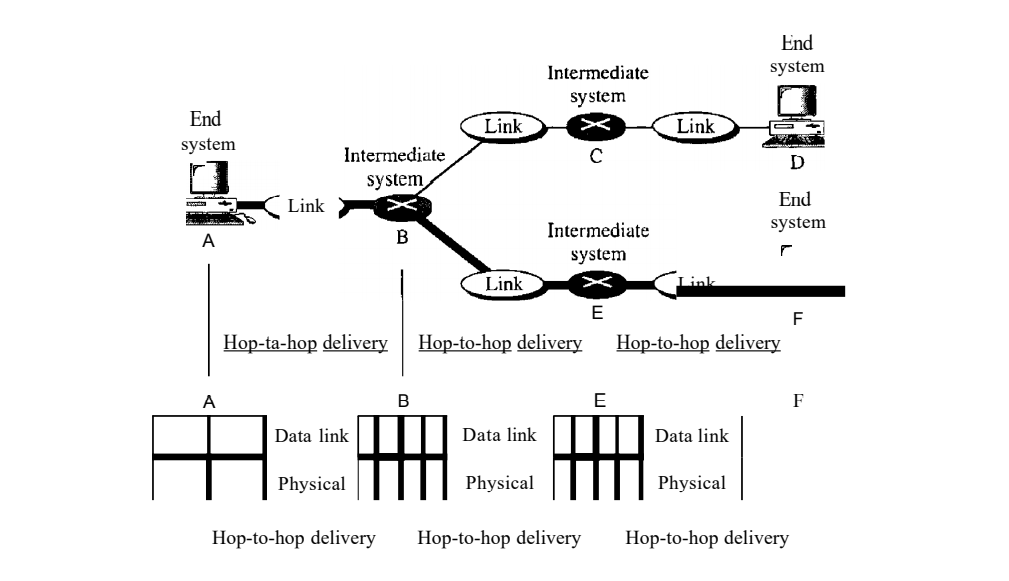 End
system
Intermediate
system
Link
C
Link
D
End
system
A
Link
Intermediate
system
B
End
system
Intermediate
system
Link
E
Link
F
Hop-ta-hop delivery
Hop-to-hop delivery
Hop-to-hop delivery
A
B
E
F
Data link
Data link
Data link
Physical
Physical
Physical
Hop-to-hop delivery
Hop-to-hop delivery
Hop-to-hop delivery